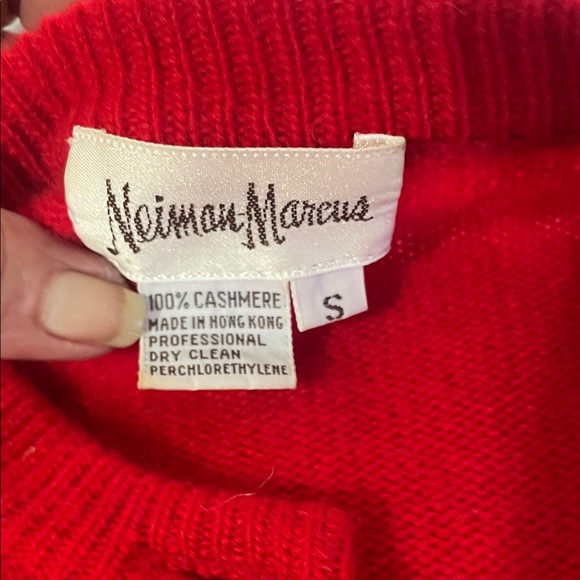 Neiman-Marcus
100% CASHMERE
MADE IN HONG KONG
PROFESSIONAL
DRY CLEAN
PERCHLORETHYLENE
S